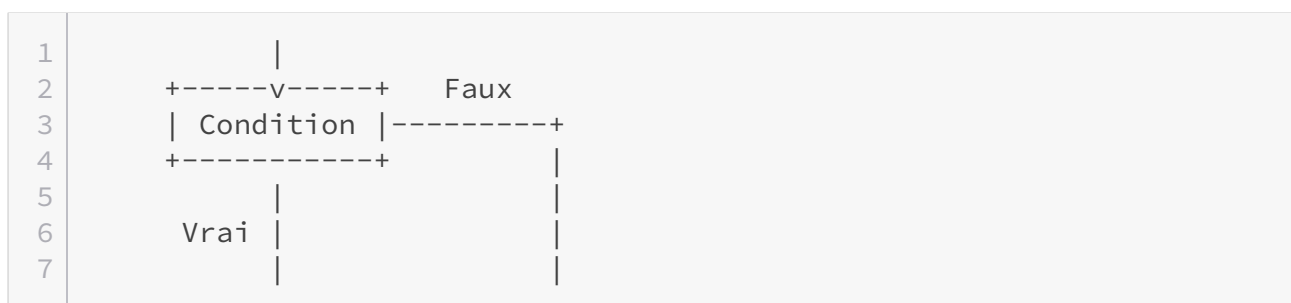 1             |
2       +-----v-----+   Faux
3       | Condition |---------+
4       +-----------+         |
5             |               |
6        Vrai |               |
7             |               |